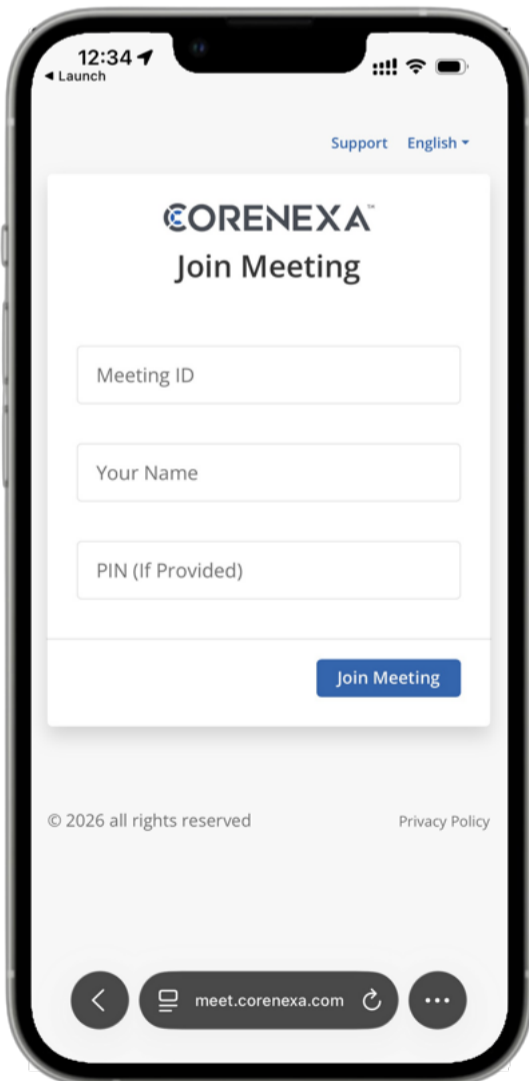 12:34
◀ Launch
Support English
CORENEXA™
Join Meeting
Meeting ID
Your Name
PIN (If Provided)
Join Meeting
© 2026 all rights reserved Privacy Policy
meet.corenexa.com